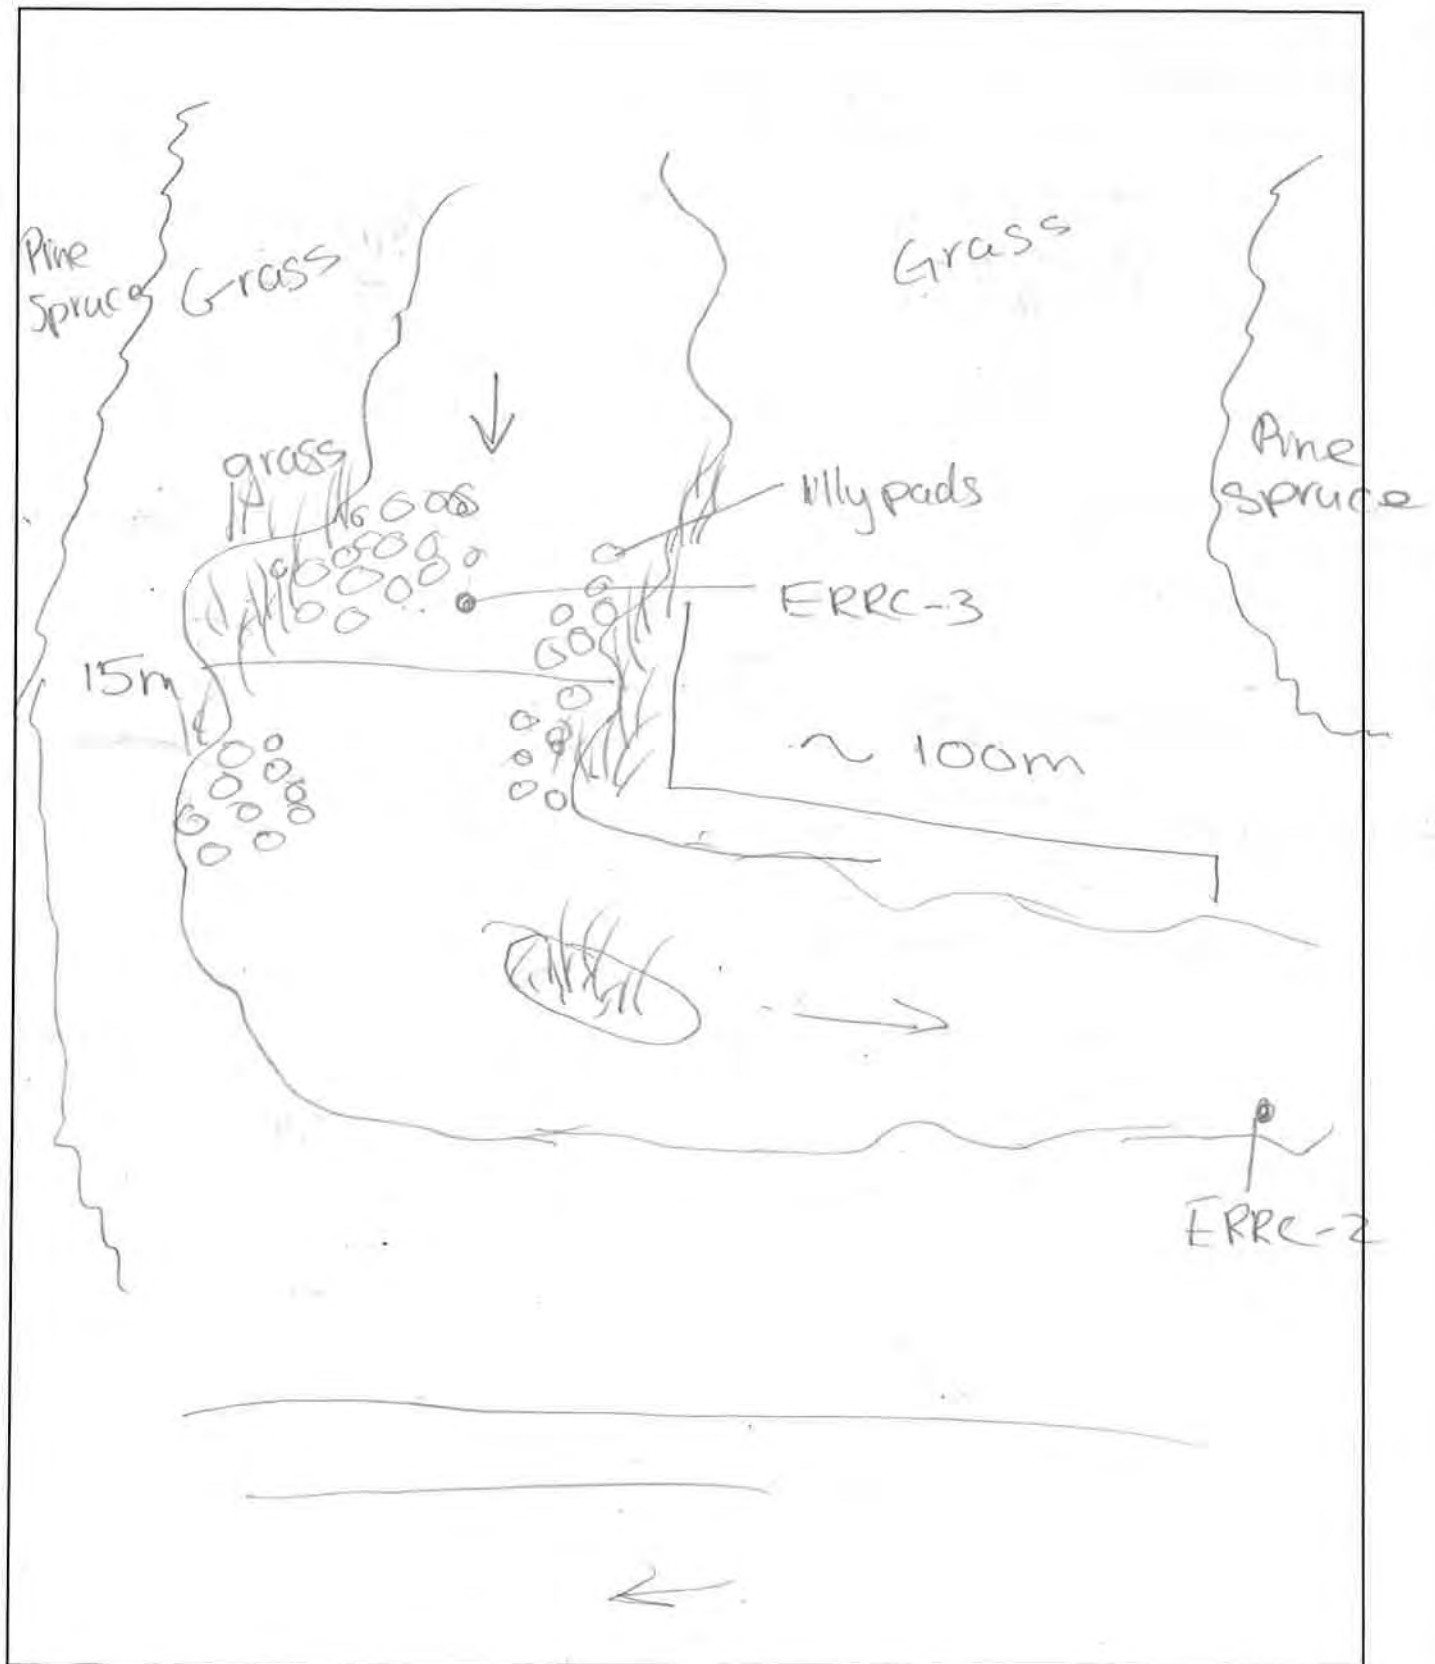 Pine
Spruce
Grass
Grass
grass
lilly pads
Pine
Spruce
ERRC-3
15m
~ 100m
ERRC-2